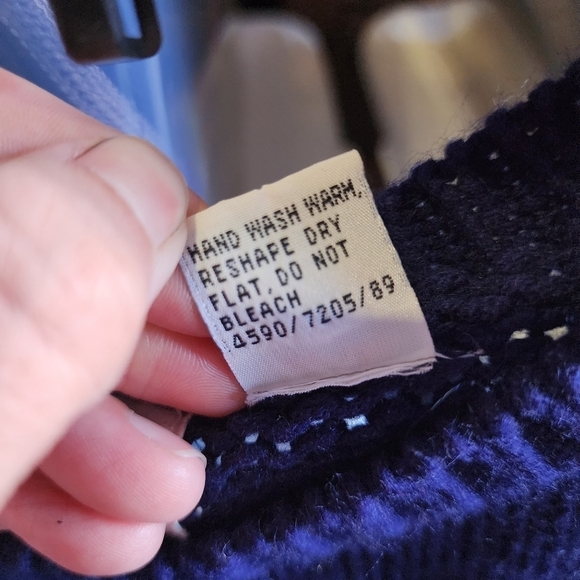 HAND WASH WARM,
RESHAPE DRY
FLAT, DO NOT
BLEACH
4590/7205/89